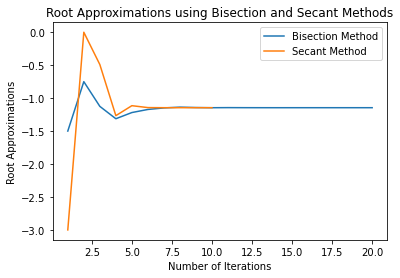 Root Approximations using Bisection and Secant Methods
Bisection Method
Secant Method
0.0
−0.5
−1.0
−1.5
−2.0
−2.5
−3.0
Root Approximations
2.5 5.0 7.5 10.0 12.5 15.0 17.5 20.0
Number of Iterations